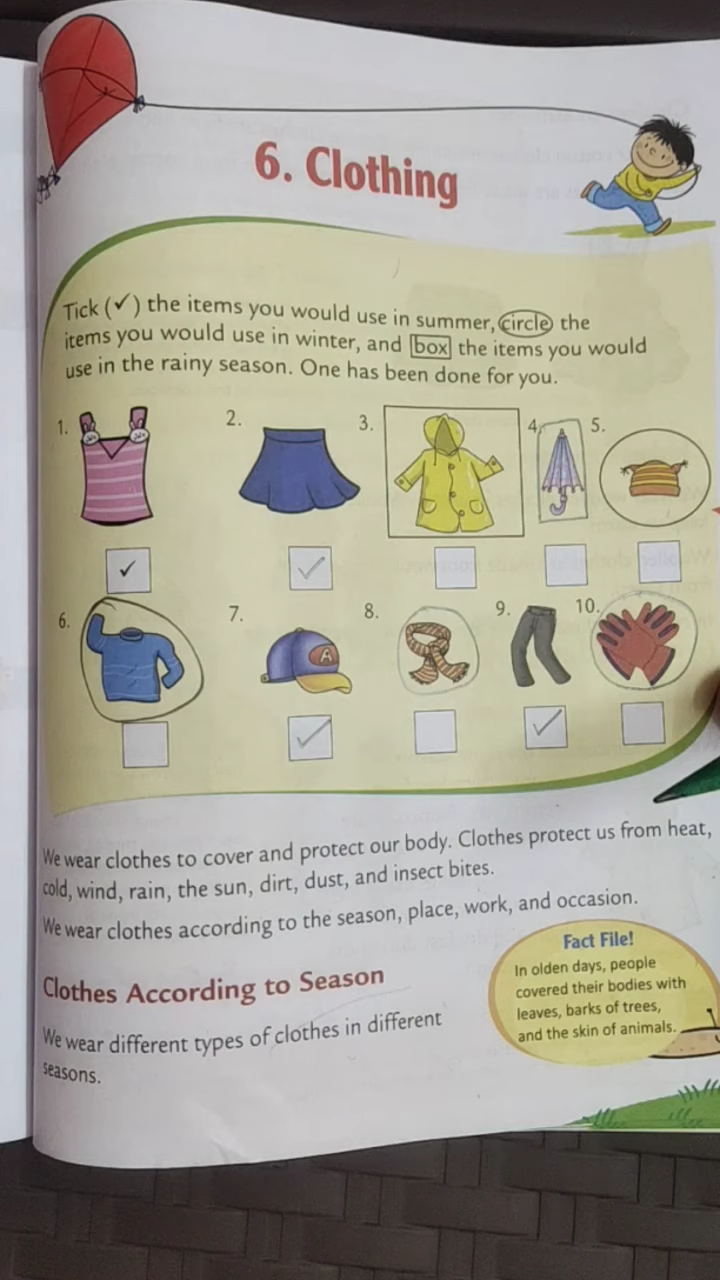 6. Clothing
Tick (✓) the items you would use in summer, circle the
items you would use in winter, and box the items you would
use in the rainy season. One has been done for you.
1. 2. 3. 4. 5.
✓ ✓
6. 7. 8. 9. 10.
A
✓ ✓
We wear clothes to cover and protect our body. Clothes protect us from heat,
cold, wind, rain, the sun, dirt, dust, and insect bites.
We wear clothes according to the season, place, work, and occasion.
Fact File!
In olden days, people
covered their bodies with
leaves, barks of trees,
and the skin of animals.
Clothes According to Season
We wear different types of clothes in different
seasons.